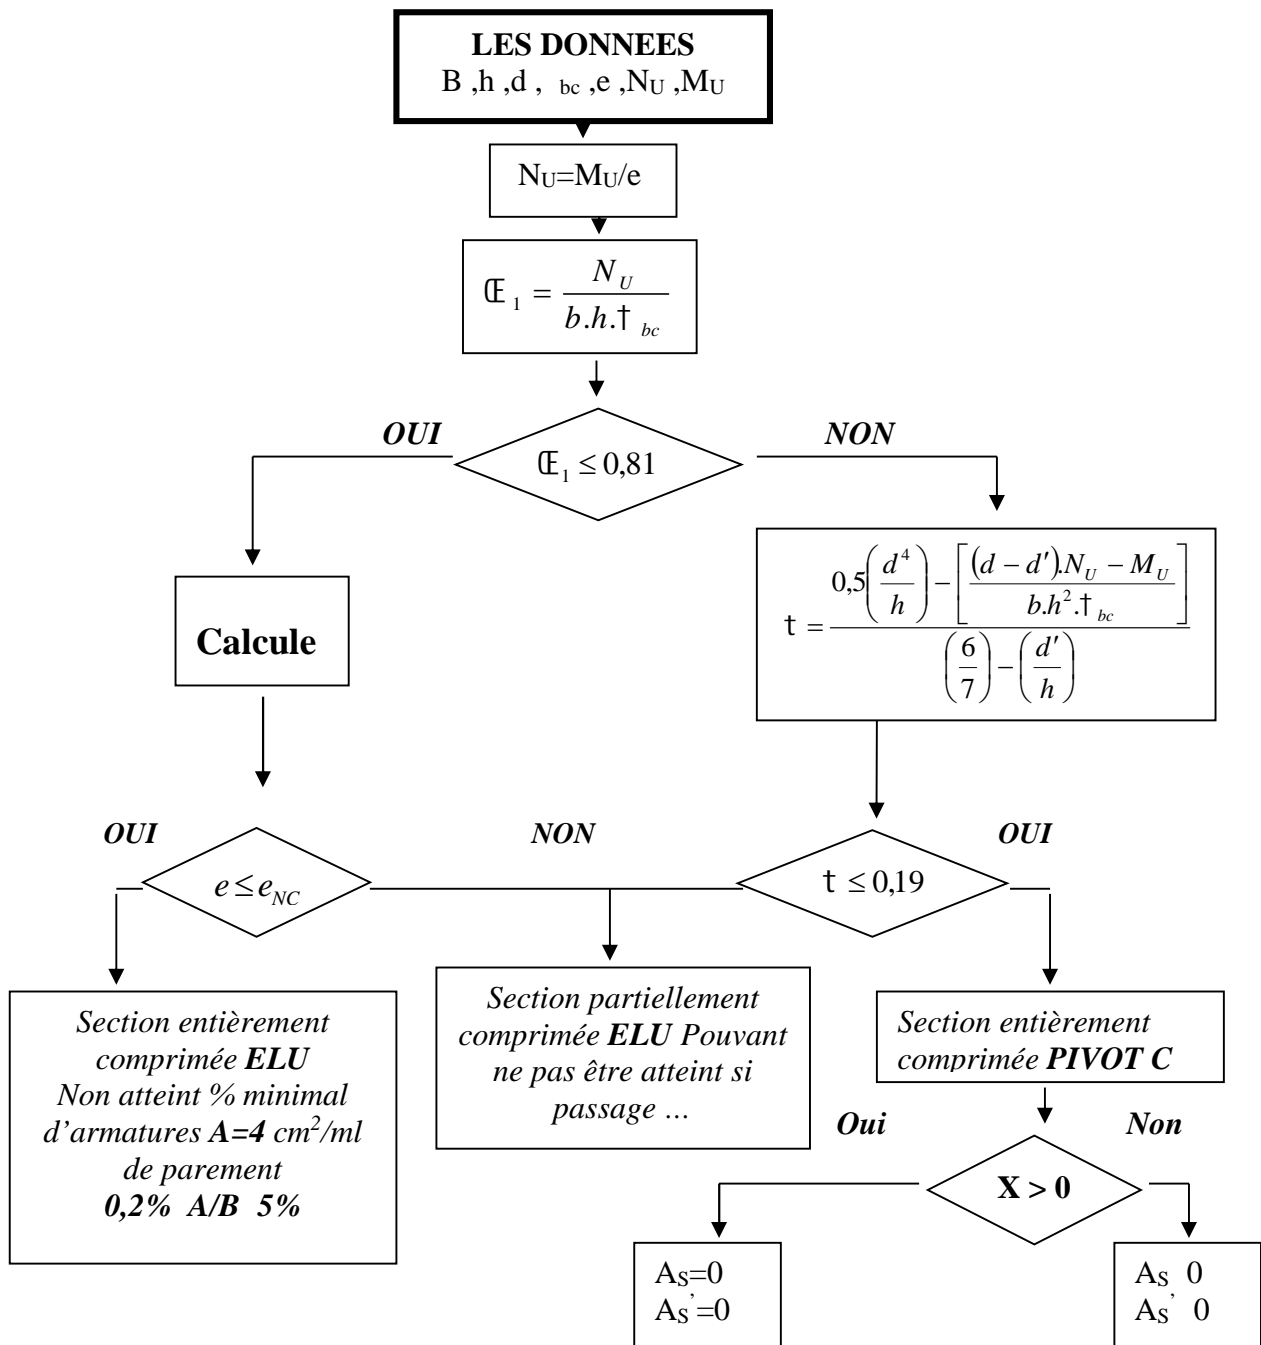 LES DONNEES
B ,h ,d , bc ,e ,NU ,MU
NU=MU/e
Œ 1 = NU / b.h.† bc
OUI
NON
Œ 1 ≤ 0,81
Calcule
t = (0,5(d⁴/h) − [((d − d′).NU − MU) / (b.h².† bc)]) / ((6/7) − (d′/h))
OUI
NON
OUI
e ≤ eNC
t ≤ 0,19
Section entièrement
comprimée ELU
Non atteint % minimal
d’armatures A=4 cm²/ml
de parement
0,2% A/B 5%
Section partiellement
comprimée ELU Pouvant
ne pas être atteint si
passage …
Section entièrement
comprimée PIVOT C
Oui
Non
X > 0
AS=0
AS’=0
AS 0
AS’ 0